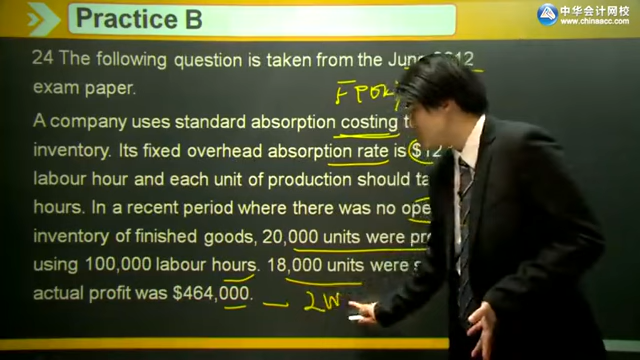 Practice B
中华会计网校
www.chinaacc.com
24 The following question is taken from the June 2012
exam paper.
A company uses standard absorption costing
inventory. Its fixed overhead absorption rate is $12
labour hour and each unit of production should
hours. In a recent period where there was no
inventory of finished goods, 20,000 units were
using 100,000 labour hours. 18,000 units were
actual profit was $464,000.
2W